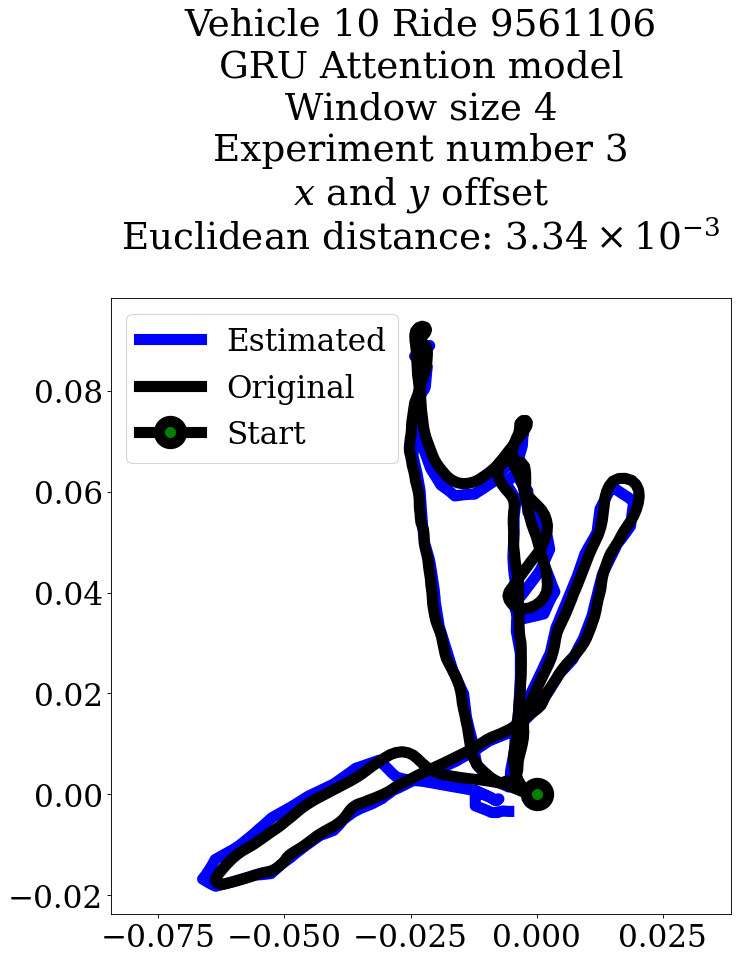 Vehicle 10 Ride 9561106
GRU Attention model
Window size 4
Experiment number 3
x and y offset
Euclidean distance: 3.34 × 10⁻³
Estimated
Original
Start
0.08
0.06
0.04
0.02
0.00
−0.02
−0.075 −0.050 −0.025 0.000 0.025